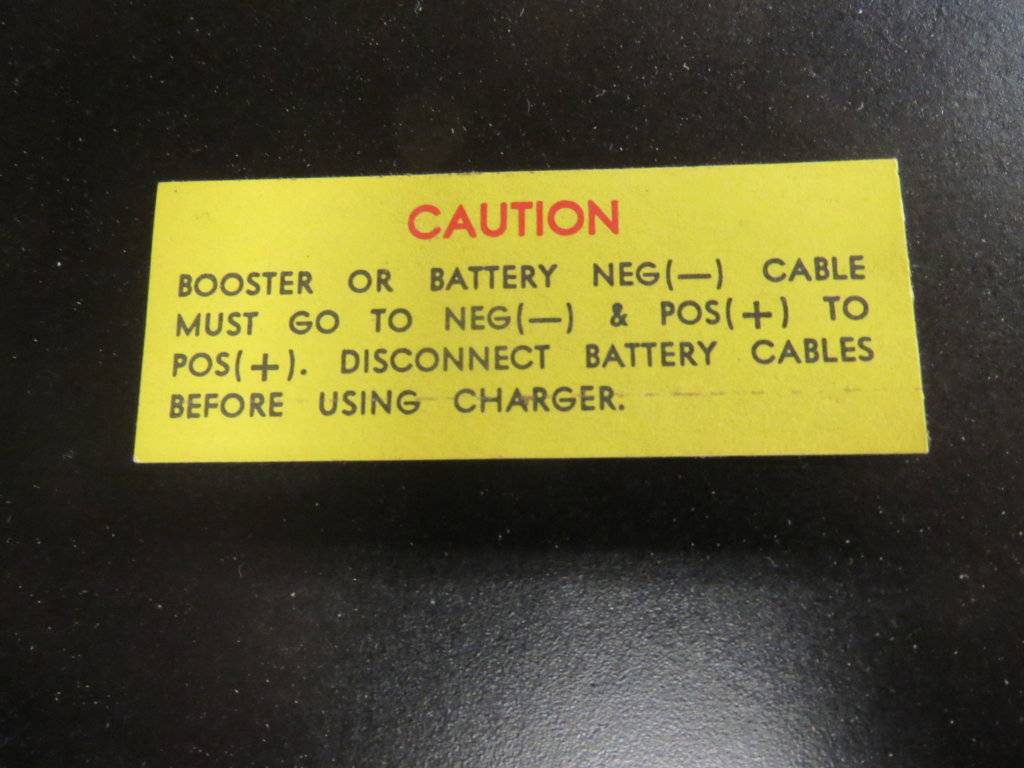 CAUTION
BOOSTER OR BATTERY NEG(—) CABLE
MUST GO TO NEG(—) & POS(+) TO
POS(+). DISCONNECT BATTERY CABLES
BEFORE USING CHARGER.